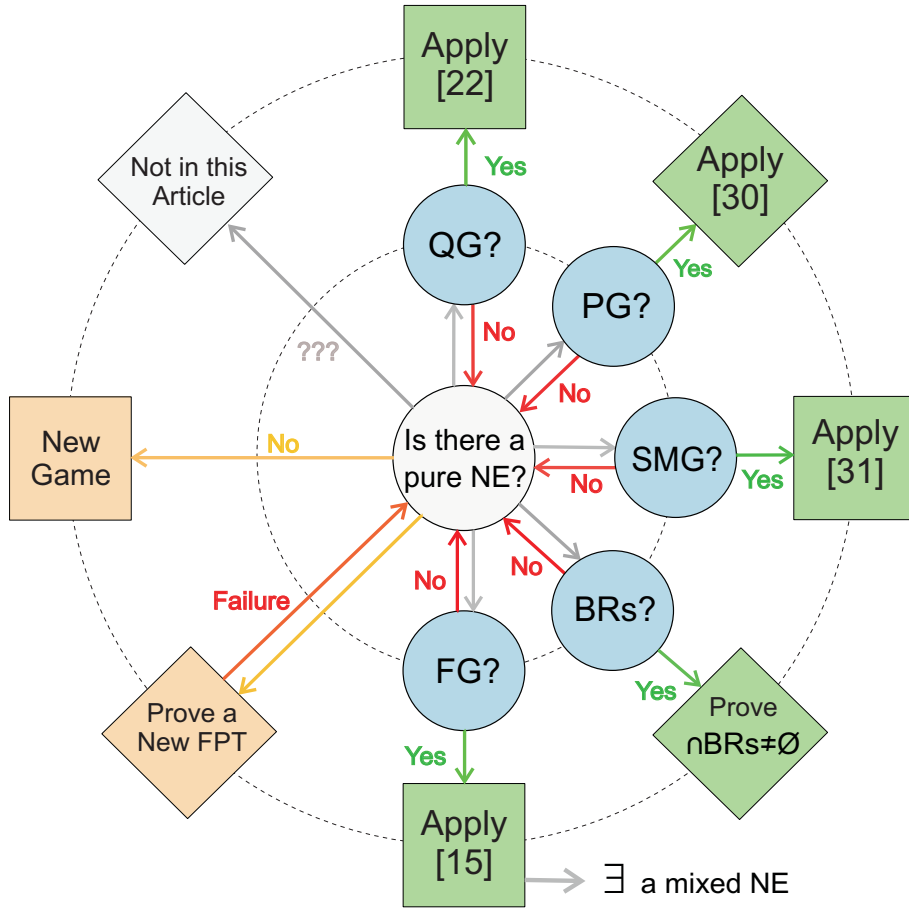 Apply
[22]
Not in this
Article
Apply
[30]
Yes
QG?
Yes
PG?
???
No
No
New
Game
No
Is there a
pure NE?
SMG?
Apply
[31]
No
Yes
Failure
No
No
BRs?
FG?
Yes
Prove a
New FPT
Prove
∩BRs≠Ø
Yes
Apply
[15]
∃ a mixed NE